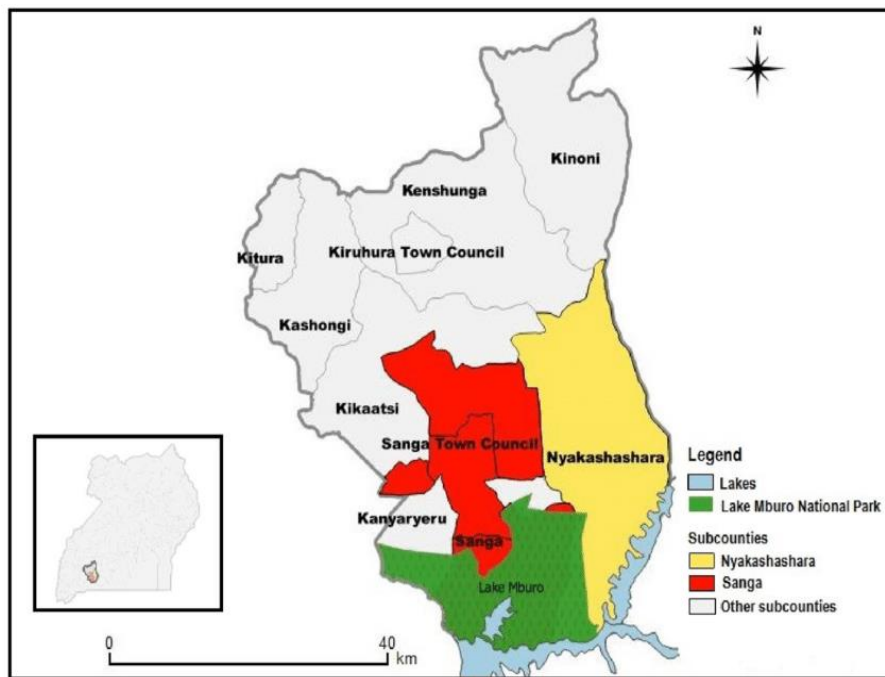 N
Kinoni
Kenshunga
Kitura
Kiruhura Town Council
Kashongi
Kikaatsi
Sanga Town Council
Nyakashashara
Kanyaryeru
Sanga
Lake Mburo
Legend
Lakes
Lake Mburo National Park
Subcounties
Nyakashashara
Sanga
Other subcounties
0 40
km